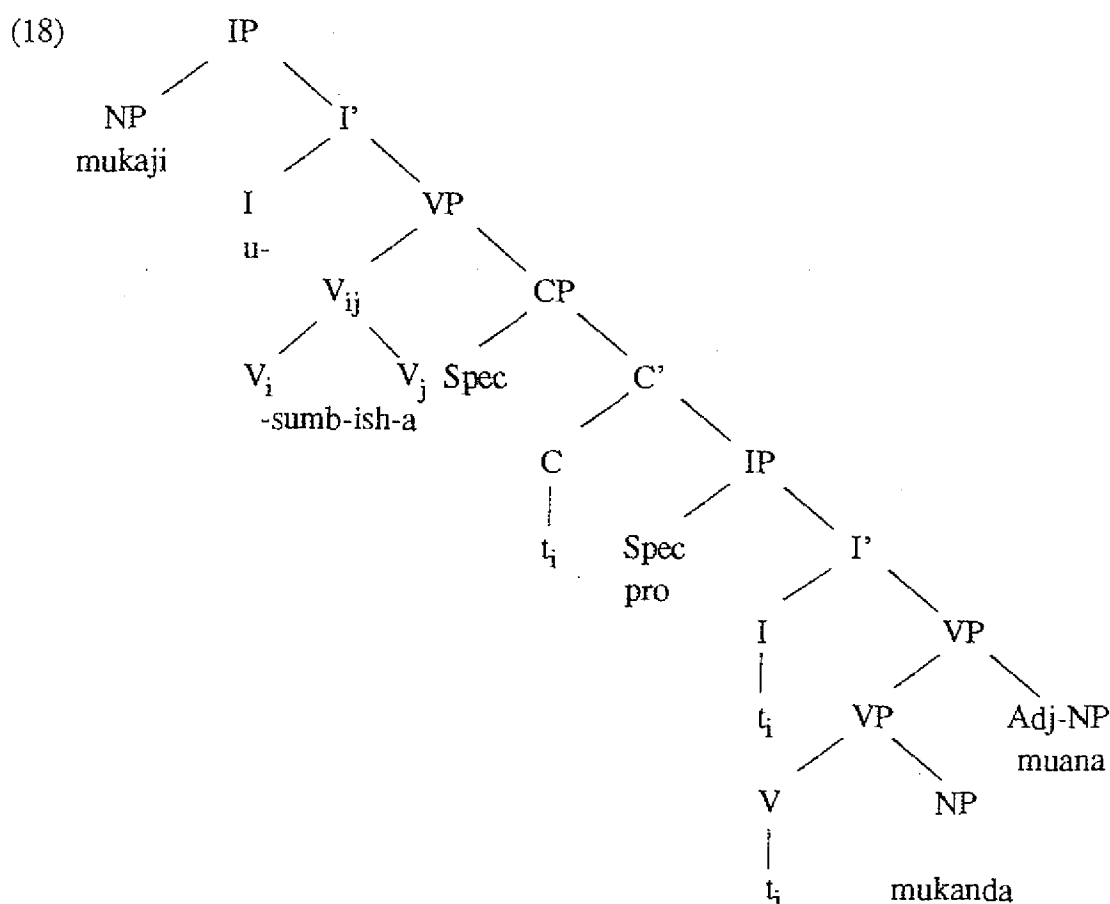 (18) IP
NP I'
mukaji
I VP
u-
V_ij CP
V_i V_j Spec C'
-sumb-ish-a
C IP
t_i Spec I'
pro
I VP
t_i VP Adj-NP
muana
V NP
t_i mukanda